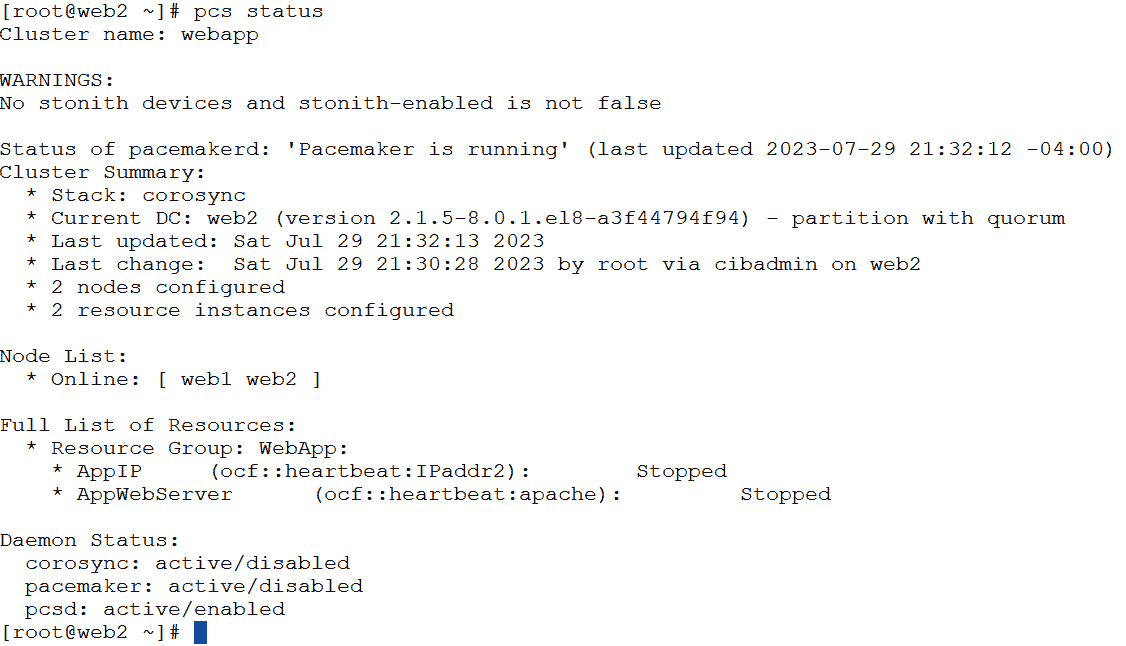 [root@web2 ~]# pcs status
Cluster name: webapp
WARNINGS:
No stonith devices and stonith-enabled is not false
Status of pacemakerd: 'Pacemaker is running' (last updated 2023-07-29 21:32:12 -04:00)
Cluster Summary:
  * Stack: corosync
  * Current DC: web2 (version 2.1.5-8.0.1.el8-a3f44794f94) - partition with quorum
  * Last updated: Sat Jul 29 21:32:13 2023
  * Last change:  Sat Jul 29 21:30:28 2023 by root via cibadmin on web2
  * 2 nodes configured
  * 2 resource instances configured
Node List:
  * Online: [ web1 web2 ]
Full List of Resources:
  * Resource Group: WebApp:
    * AppIP     (ocf::heartbeat:IPaddr2):        Stopped
    * AppWebServer      (ocf::heartbeat:apache):         Stopped
Daemon Status:
  corosync: active/disabled
  pacemaker: active/disabled
  pcsd: active/enabled
[root@web2 ~]#